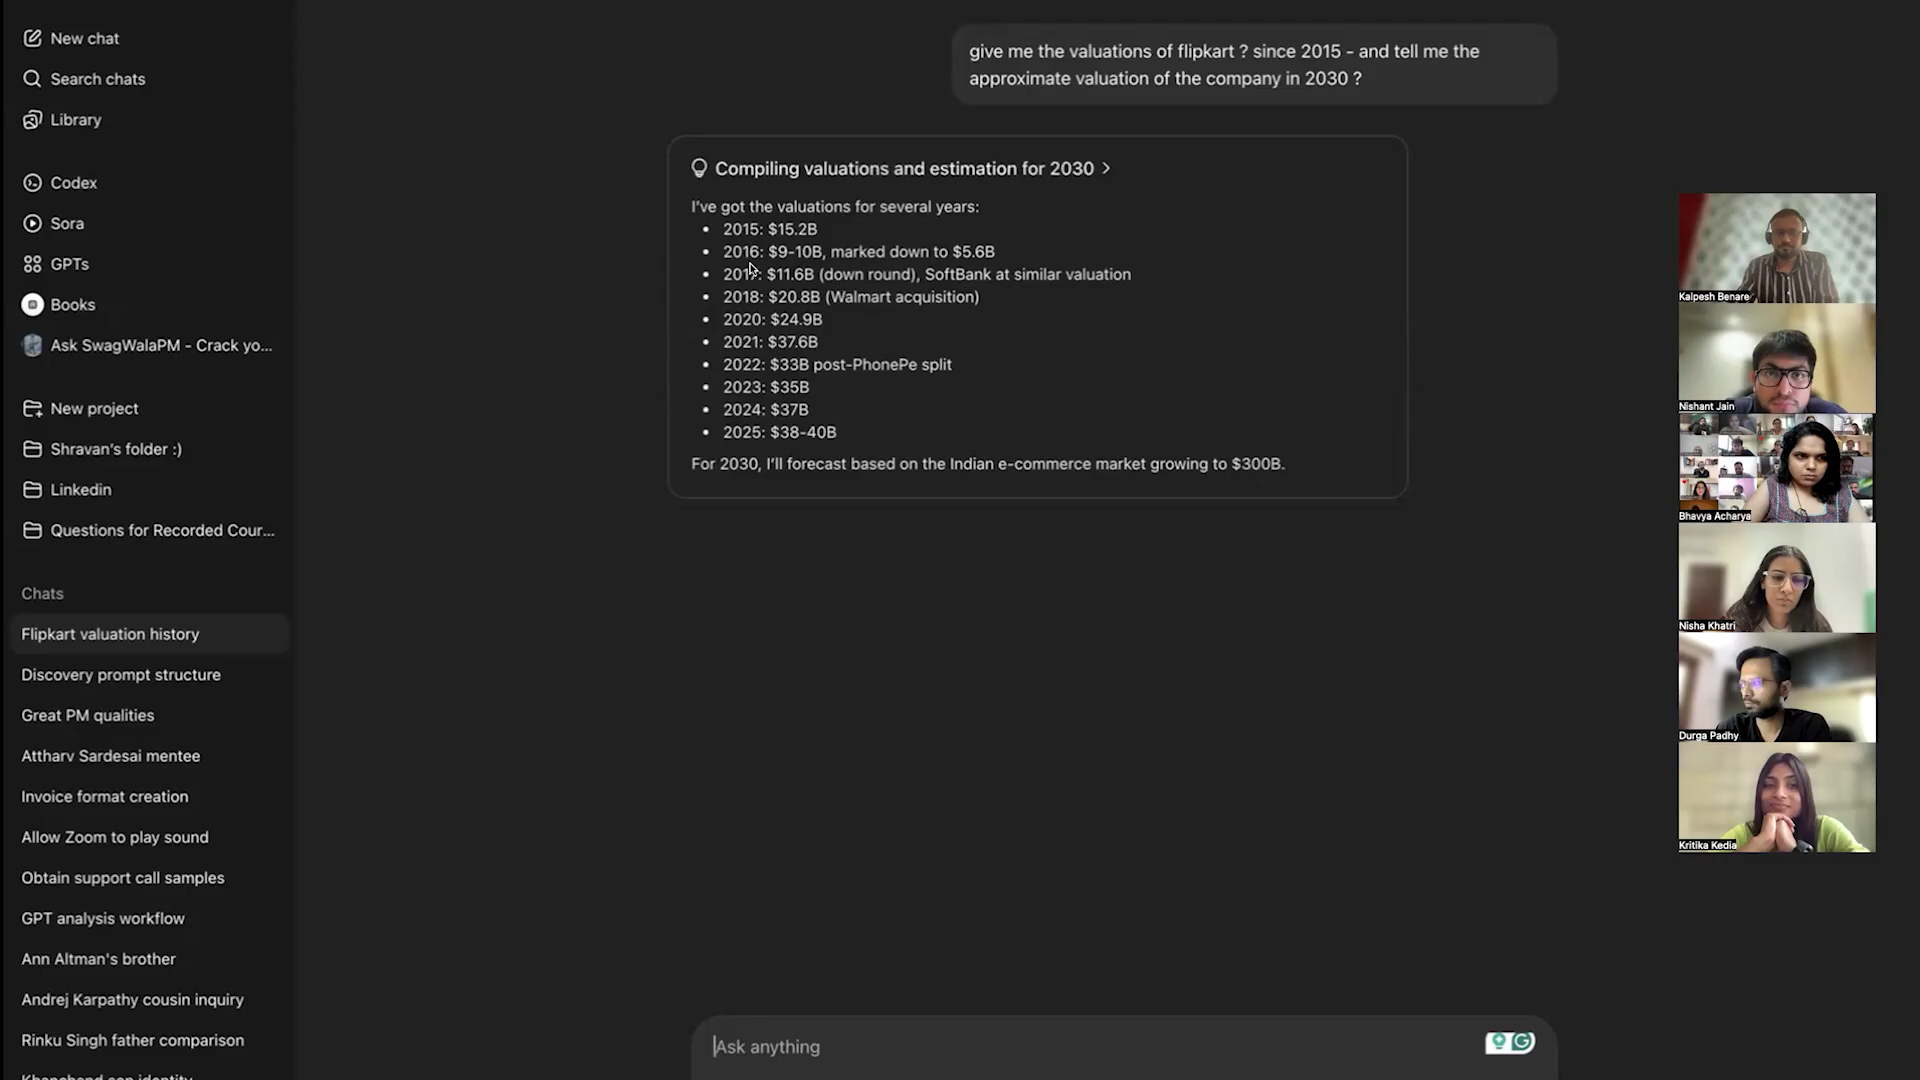 New chat
Search chats
Library
Codex
Sora
GPTs
Books
Ask SwagWalaPM - Crack yo...
New project
Shravan's folder :)
Linkedin
Questions for Recorded Cour...
Chats
Flipkart valuation history
Discovery prompt structure
Great PM qualities
Attharv Sardesai mentee
Invoice format creation
Allow Zoom to play sound
Obtain support call samples
GPT analysis workflow
Ann Altman's brother
Andrej Karpathy cousin inquiry
Rinku Singh father comparison
give me the valuations of flipkart ? since 2015 - and tell me the
approximate valuation of the company in 2030 ?
Compiling valuations and estimation for 2030 >
I've got the valuations for several years:
• 2015: $15.2B
• 2016: $9-10B, marked down to $5.6B
• 2017: $11.6B (down round), SoftBank at similar valuation
• 2018: $20.8B (Walmart acquisition)
• 2020: $24.9B
• 2021: $37.6B
• 2022: $33B post-PhonePe split
• 2023: $35B
• 2024: $37B
• 2025: $38-40B
For 2030, I'll forecast based on the Indian e-commerce market growing to $300B.
Ask anything
Kalpesh Benare
Nishant Jain
Bhavya Acharya
Nisha Khatri
Durga Padhy
Kritika Kedia